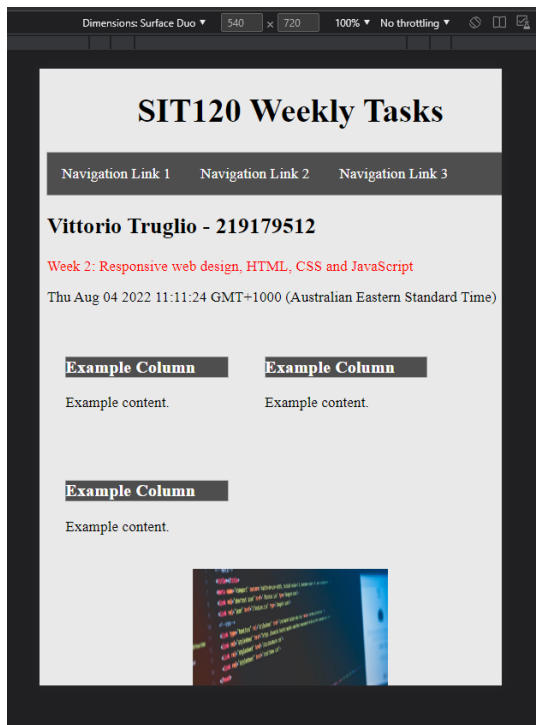 Dimensions: Surface Duo ▼ 540 × 720 100% ▼ No throttling ▼
SIT120 Weekly Tasks
Navigation Link 1 Navigation Link 2 Navigation Link 3
Vittorio Truglio - 219179512
Week 2: Responsive web design, HTML, CSS and JavaScript
Thu Aug 04 2022 11:11:24 GMT+1000 (Australian Eastern Standard Time)
Example Column Example Column
Example content. Example content.
Example Column
Example content.